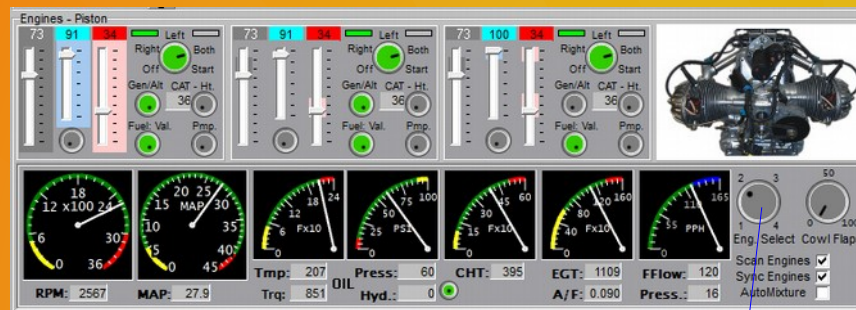 Engines - Piston
73 91 34 Left
Right Both
Off Start
Gen/Alt CAT - Ht.
36
Fuel: Val. Pmp.
73 91 34 Left
Right Both
Off Start
Gen/Alt CAT - Ht.
36
Fuel: Val. Pmp.
73 100 34 Left
Right Both
Off Start
Gen/Alt CAT - Ht.
36
Fuel: Val. Pmp.
18
12 x100 24
6 30
0 36
RPM: 2567
20 25
15 MAP 30
10 35
5 40
0 45
MAP: 27.9
18 24
12
6 Fx10
0
Tmp: 207
Trq: 851
OIL
75 100
50
25 PSI
0
Press: 60
Hyd.: 0
45 60
30
15 Fx10
0
CHT: 395
120 160
80
40 Fx10
0
EGT: 1109
A/F: 0.090
110 165
55 PPH
0
FFlow: 120
Press.: 16
2 3
1 4
Eng. Select
50
0 100
Cowl Flap
Scan Engines
Sync Engines
AutoMixture